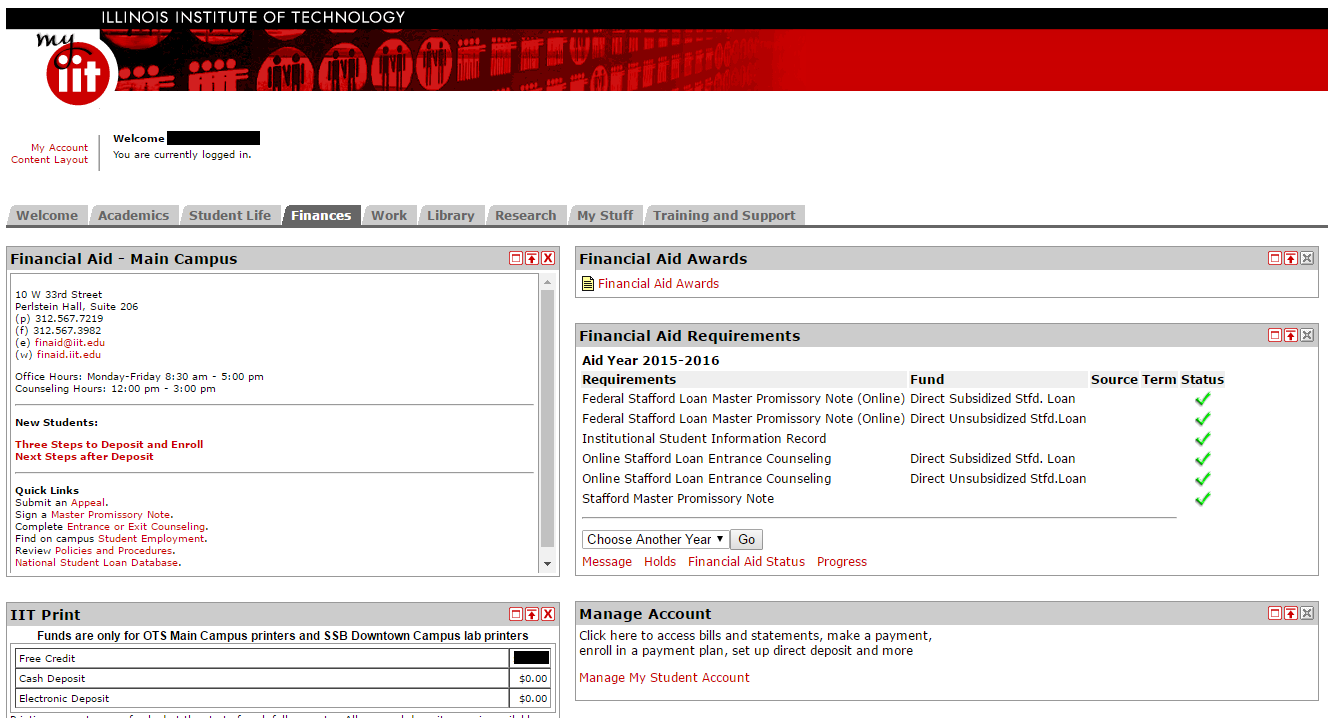 ILLINOIS INSTITUTE OF TECHNOLOGY
my
iit
My Account
Content Layout
Welcome
You are currently logged in.
Welcome Academics Student Life Finances Work Library Research My Stuff Training and Support
Financial Aid - Main Campus
10 W 33rd Street
Perlstein Hall, Suite 206
(p) 312.567.7219
(f) 312.567.3982
(e) finaid@iit.edu
(w) finaid.iit.edu
Office Hours: Monday-Friday 8:30 am - 5:00 pm
Counseling Hours: 12:00 pm - 3:00 pm
New Students:
Three Steps to Deposit and Enroll
Next Steps after Deposit
Quick Links
Submit an Appeal.
Sign a Master Promissory Note.
Complete Entrance or Exit Counseling.
Find on campus Student Employment.
Review Policies and Procedures.
National Student Loan Database.
IIT Print
Funds are only for OTS Main Campus printers and SSB Downtown Campus lab printers
Free Credit
Cash Deposit $0.00
Electronic Deposit $0.00
Financial Aid Awards
Financial Aid Awards
Financial Aid Requirements
Aid Year 2015-2016
Requirements Fund Source Term Status
Federal Stafford Loan Master Promissory Note (Online) Direct Subsidized Stfd. Loan
Federal Stafford Loan Master Promissory Note (Online) Direct Unsubsidized Stfd.Loan
Institutional Student Information Record
Online Stafford Loan Entrance Counseling Direct Subsidized Stfd. Loan
Online Stafford Loan Entrance Counseling Direct Unsubsidized Stfd.Loan
Stafford Master Promissory Note
Choose Another Year Go
Message Holds Financial Aid Status Progress
Manage Account
Click here to access bills and statements, make a payment,
enroll in a payment plan, set up direct deposit and more
Manage My Student Account